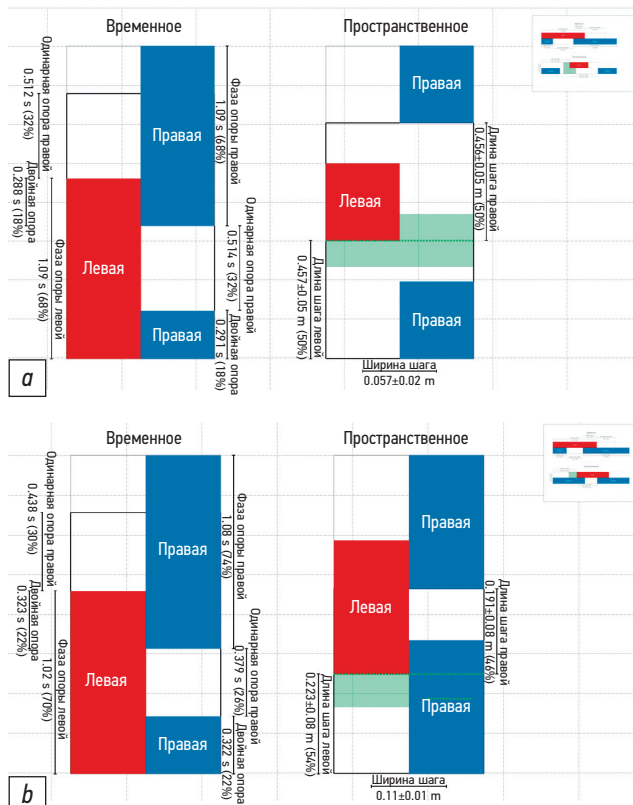 Временное
Пространственное
Одинарная опора правой
0.512 s (32%)
Двойная опора
0.288 s (18%)
Фаза опоры левой
1.09 s (68%)
Левая
Правая
Правая
Фаза опоры правой
1.09 s (68%)
Одинарная опора правой
0.514 s (32%)
Двойная опора
0.291 s (18%)
Правая
Левая
Правая
Длина шага правой
0.456±0.05 m (50%)
Длина шага левой
0.457±0.05 m (50%)
Ширина шага
0.057±0.02 m
a
Временное
Пространственное
Одинарная опора правой
0.438 s (30%)
Двойная опора
0.323 s (22%)
Фаза опоры левой
1.02 s (70%)
Левая
Правая
Правая
Фаза опоры правой
1.08 s (74%)
Одинарная опора правой
0.379 s (26%)
Двойная опора
0.322 s (22%)
Правая
Левая
Правая
Длина шага правой
0.191±0.08 m (46%)
Длина шага левой
0.223±0.08 m (54%)
Ширина шага
0.11±0.01 m
b